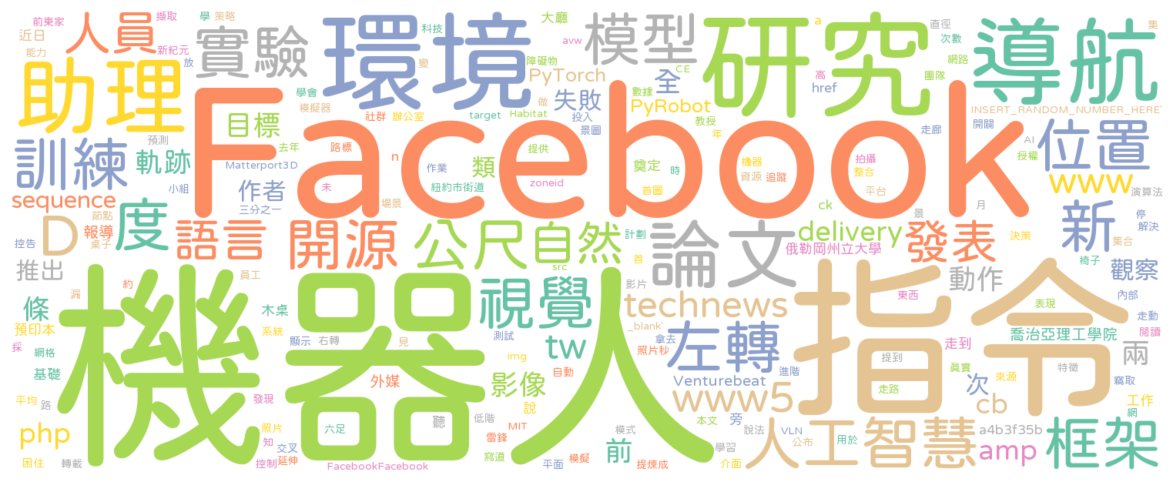 前東家 擷取 學 策略 大廳 科技 a 直徑 集
近日 人員 實驗 環境 模型 研究 導航 次數
能力 新紀元 放 變 avw 障礙物 CE 高 團隊 網路
助理 學會 PyTorch 全 數據 href
模擬器 做 失敗 PyRobot 教授 INSERT_RANDOM_NUMBER_HERE
目標 社群 辦公室 target Habitat 投入 景圖 年 走廊 開關 AI 位置
Facebook
訓練 預測 去年 路標 n 提供 奠定 機器 拍攝 授權
軌跡 Matterport3D 作業 類 時 資源 追蹤 整合 演算法
小組 作者 未 紐約市街道 zoneid 首圖 平台 www
sequence 三分之一 場景 ck 景 月 停
節點 度 語言 開源 公尺 自然 計劃 論文 delivery 發表 決策 新 解決
D 報導 桌子 俄勒岡州立大學 集合
控告 員工 src 首 椅子
推出 計劃 影片 東西 動作 觀察
瀉 約 機器人 視覺 technews 指令 內部
條 木桌 _blank' 表現 走動
預印本 系統 顯示 右轉 見 測試 tw 左轉 拿去 喬治亞理工學院 閱讀
採 網格 img 照片秒 提到 走到 兩
基礎 發現 外媒 自動 影像 Venturebeat 進階 真實 來源 特徵 竊取
平均 路 照片 聽 低階 說 www5 走路 次 cb 工作
php 知 交叉 六足 MIT 本文 旁 VLN 說法 網
困住 轉載 控制 延伸 寫道 雷鋒 模式 前 學習 公布 用於 a4b3f35b
FacebookFacebook 平面 模擬 提煉成 介面 人工智慧 amp 框架